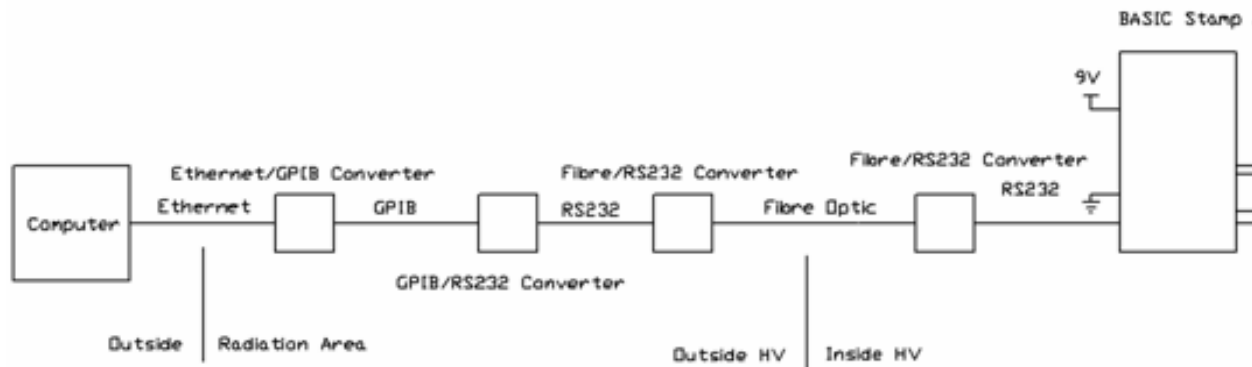 BASIC Stamp
9V
Ethernet/GPIB Converter
Fibre/RS232 Converter
Fibre/RS232 Converter
RS232
Computer
Ethernet
GPIB
RS232
Fibre Optic
GPIB/RS232 Converter
Outside
Radiation Area
Outside HV
Inside HV